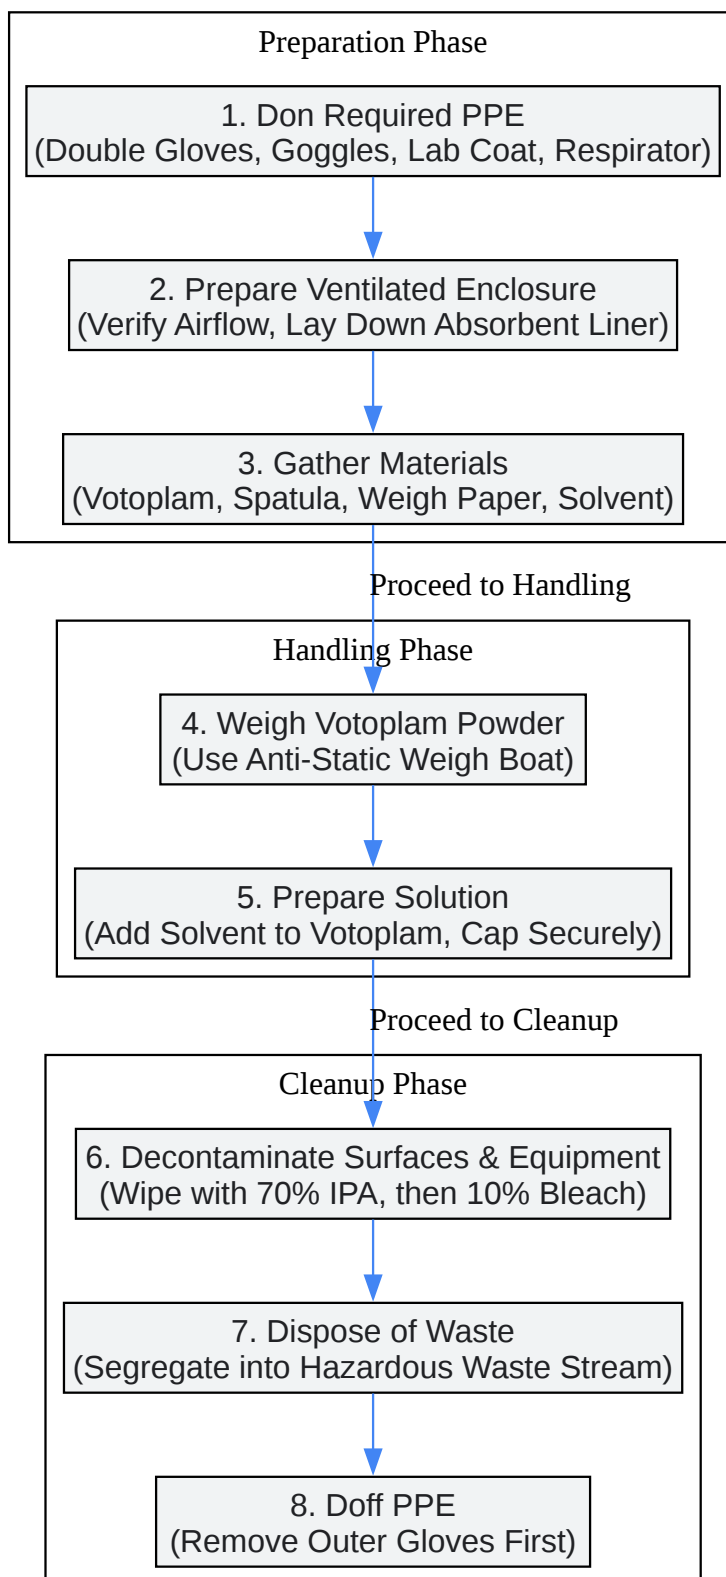 Preparation Phase
1. Don Required PPE
(Double Gloves, Goggles, Lab Coat, Respirator)
2. Prepare Ventilated Enclosure
(Verify Airflow, Lay Down Absorbent Liner)
3. Gather Materials
(Votoplam, Spatula, Weigh Paper, Solvent)
Proceed to Handling
Handling Phase
4. Weigh Votoplam Powder
(Use Anti-Static Weigh Boat)
5. Prepare Solution
(Add Solvent to Votoplam, Cap Securely)
Proceed to Cleanup
Cleanup Phase
6. Decontaminate Surfaces & Equipment
(Wipe with 70% IPA, then 10% Bleach)
7. Dispose of Waste
(Segregate into Hazardous Waste Stream)
8. Doff PPE
(Remove Outer Gloves First)